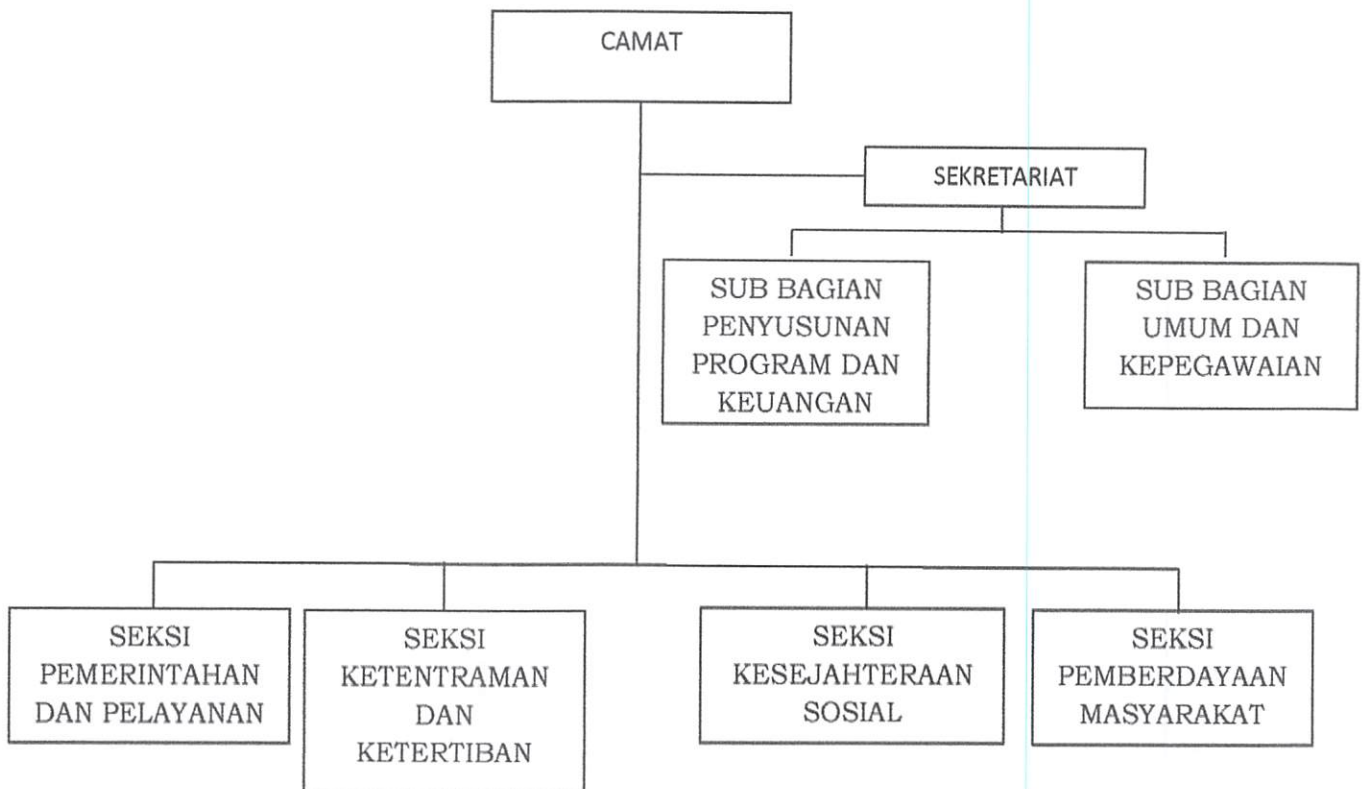 CAMAT
SEKRETARIAT
SUB BAGIAN
PENYUSUNAN
PROGRAM DAN
KEUANGAN
SUB BAGIAN
UMUM DAN
KEPEGAWAIAN
SEKSI
PEMERINTAHAN
DAN PELAYANAN
SEKSI
KETENTRAMAN
DAN
KETERTIBAN
SEKSI
KESEJAHTERAAN
SOSIAL
SEKSI
PEMBERDAYAAN
MASYARAKAT